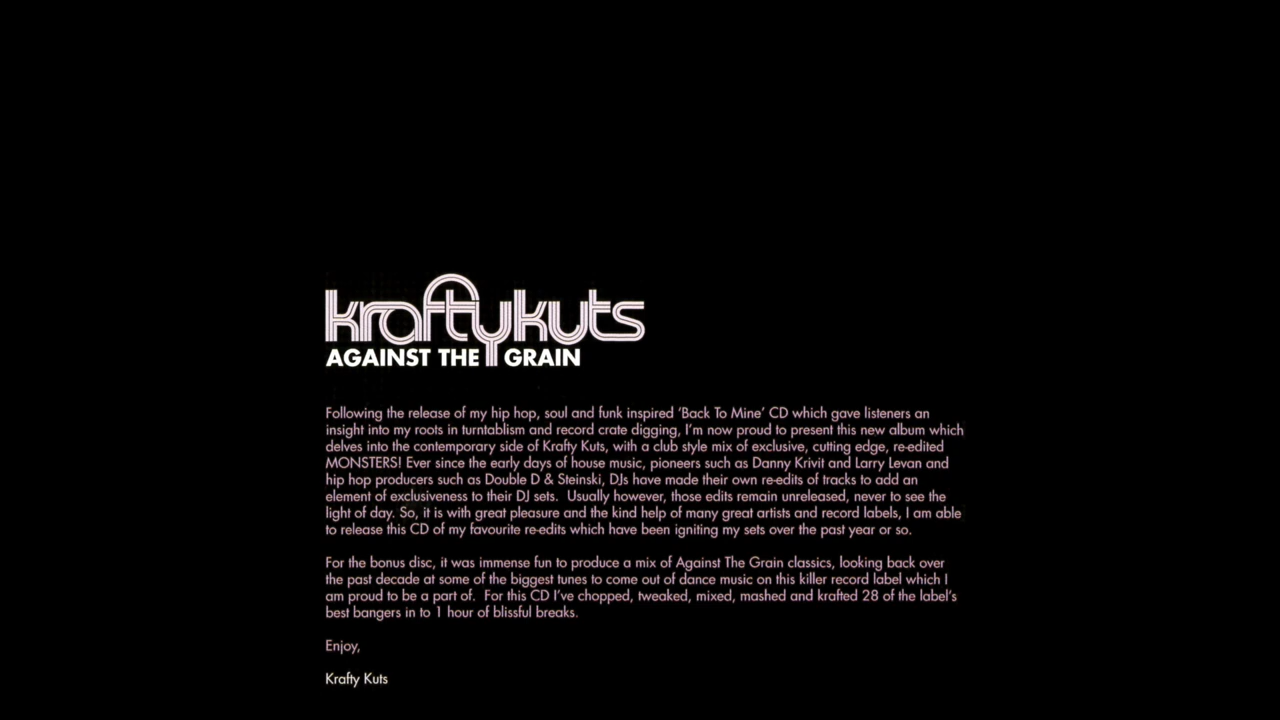 kraftykuts
AGAINST THE GRAIN
Following the release of my hip hop, soul and funk inspired 'Back To Mine' CD which gave listeners an
insight into my roots in turntablism and record crate digging, I'm now proud to present this new album which
delves into the contemporary side of Krafty Kuts, with a club style mix of exclusive, cutting edge, re-edited
MONSTERS! Ever since the early days of house music, pioneers such as Danny Krivit and Larry Levan and
hip hop producers such as Double D & Steinski, DJs have made their own re-edits of tracks to add an
element of exclusiveness to their DJ sets.  Usually however, those edits remain unreleased, never to see the
light of day. So, it is with great pleasure and the kind help of many great artists and record labels, I am able
to release this CD of my favourite re-edits which have been igniting my sets over the past year or so.
For the bonus disc, it was immense fun to produce a mix of Against The Grain classics, looking back over
the past decade at some of the biggest tunes to come out of dance music on this killer record label which I
am proud to be a part of.  For this CD I've chopped, tweaked, mixed, mashed and krafted 28 of the label's
best bangers in to 1 hour of blissful breaks.
Enjoy,
Krafty Kuts